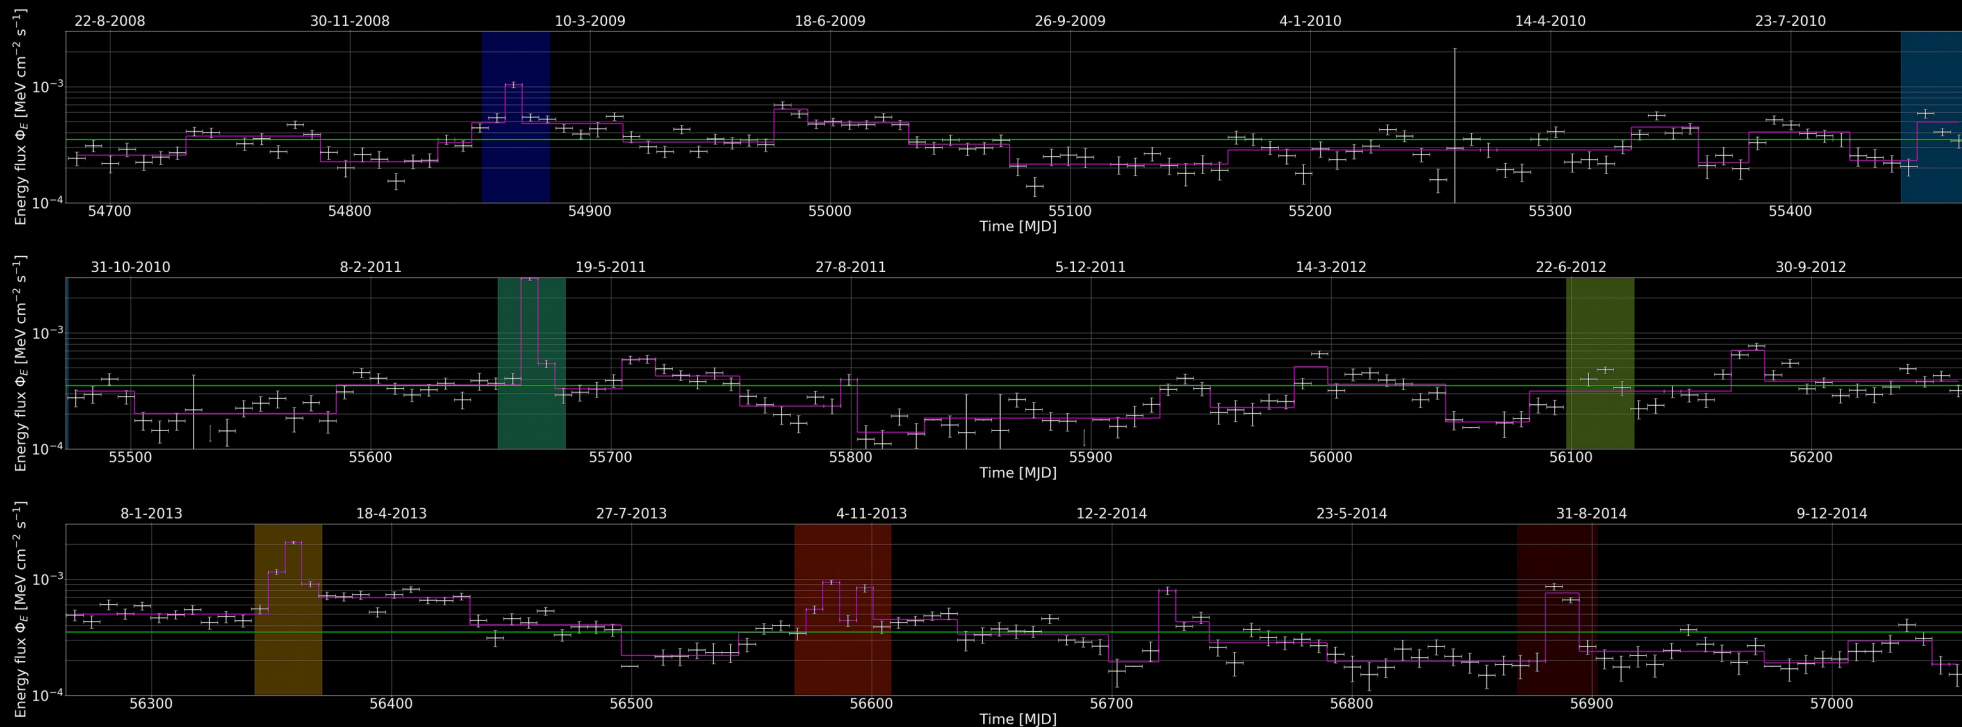 22-8-2008 30-11-2008 10-3-2009 18-6-2009 26-9-2009 4-1-2010 14-4-2010 23-7-2010
Energy flux Φ_E [MeV cm⁻² s⁻¹]
10⁻³
10⁻⁴
54700 54800 54900 55000 55100 55200 55300 55400
Time [MJD]
31-10-2010 8-2-2011 19-5-2011 27-8-2011 5-12-2011 14-3-2012 22-6-2012 30-9-2012
Energy flux Φ_E [MeV cm⁻² s⁻¹]
10⁻³
10⁻⁴
55500 55600 55700 55800 55900 56000 56100 56200
Time [MJD]
8-1-2013 18-4-2013 27-7-2013 4-11-2013 12-2-2014 23-5-2014 31-8-2014 9-12-2014
Energy flux Φ_E [MeV cm⁻² s⁻¹]
10⁻³
10⁻⁴
56300 56400 56500 56600 56700 56800 56900 57000
Time [MJD]